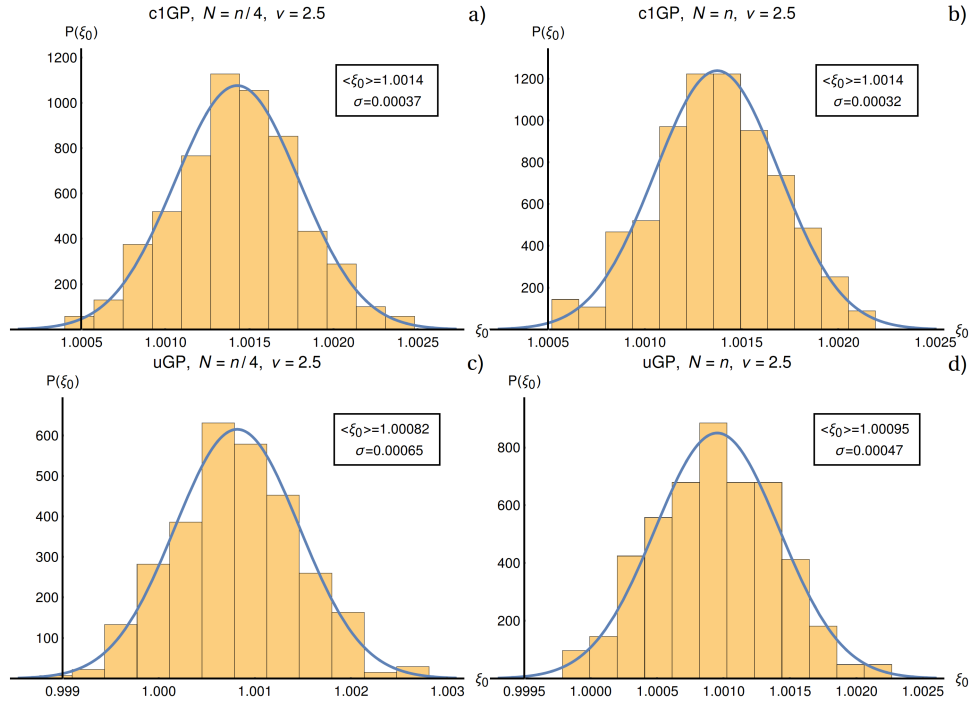 c1GP, N = n/4, ν = 2.5
a)
P(ξ0)
1200
1000
800
600
400
200
<ξ0>=1.0014
σ=0.00037
1.0005
1.0010
1.0015
1.0020
1.0025
ξ0
c1GP, N = n, ν = 2.5
b)
P(ξ0)
1200
1000
800
600
400
200
<ξ0>=1.0014
σ=0.00032
1.0005
1.0010
1.0015
1.0020
1.0025
ξ0
uGP, N = n/4, ν = 2.5
c)
P(ξ0)
600
500
400
300
200
100
<ξ0>=1.00082
σ=0.00065
0.999
1.000
1.001
1.002
1.003
ξ0
uGP, N = n, ν = 2.5
d)
P(ξ0)
800
600
400
200
<ξ0>=1.00095
σ=0.00047
0.9995
1.0000
1.0005
1.0010
1.0015
1.0020
1.0025
ξ0